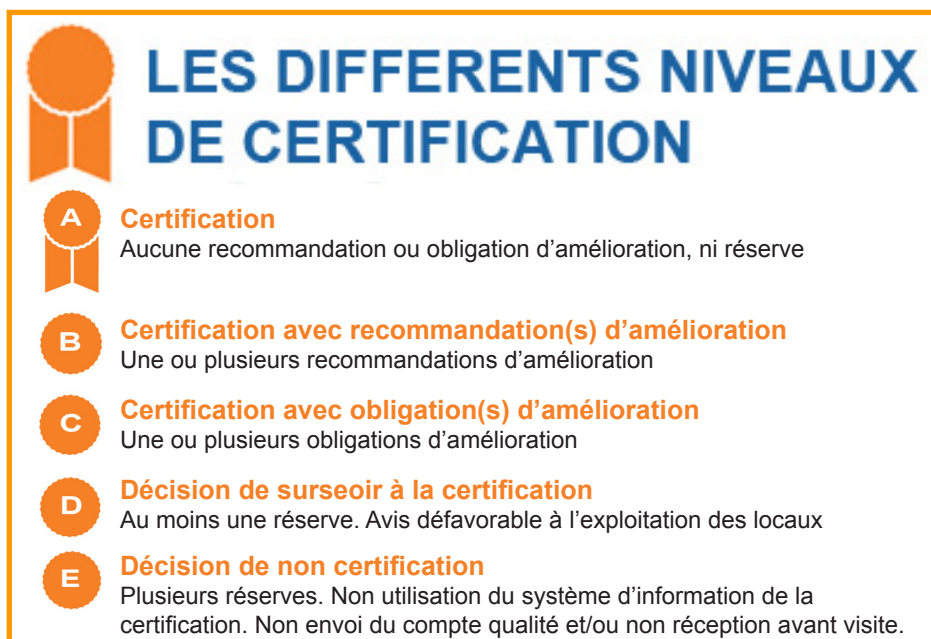 LES DIFFERENTS NIVEAUX
DE CERTIFICATION
A
Certification
Aucune recommandation ou obligation d’amélioration, ni réserve
B
Certification avec recommandation(s) d’amélioration
Une ou plusieurs recommandations d’amélioration
C
Certification avec obligation(s) d’amélioration
Une ou plusieurs obligations d’amélioration
D
Décision de surseoir à la certification
Au moins une réserve. Avis défavorable à l’exploitation des locaux
E
Décision de non certification
Plusieurs réserves. Non utilisation du système d’information de la
certification. Non envoi du compte qualité et/ou non réception avant visite.